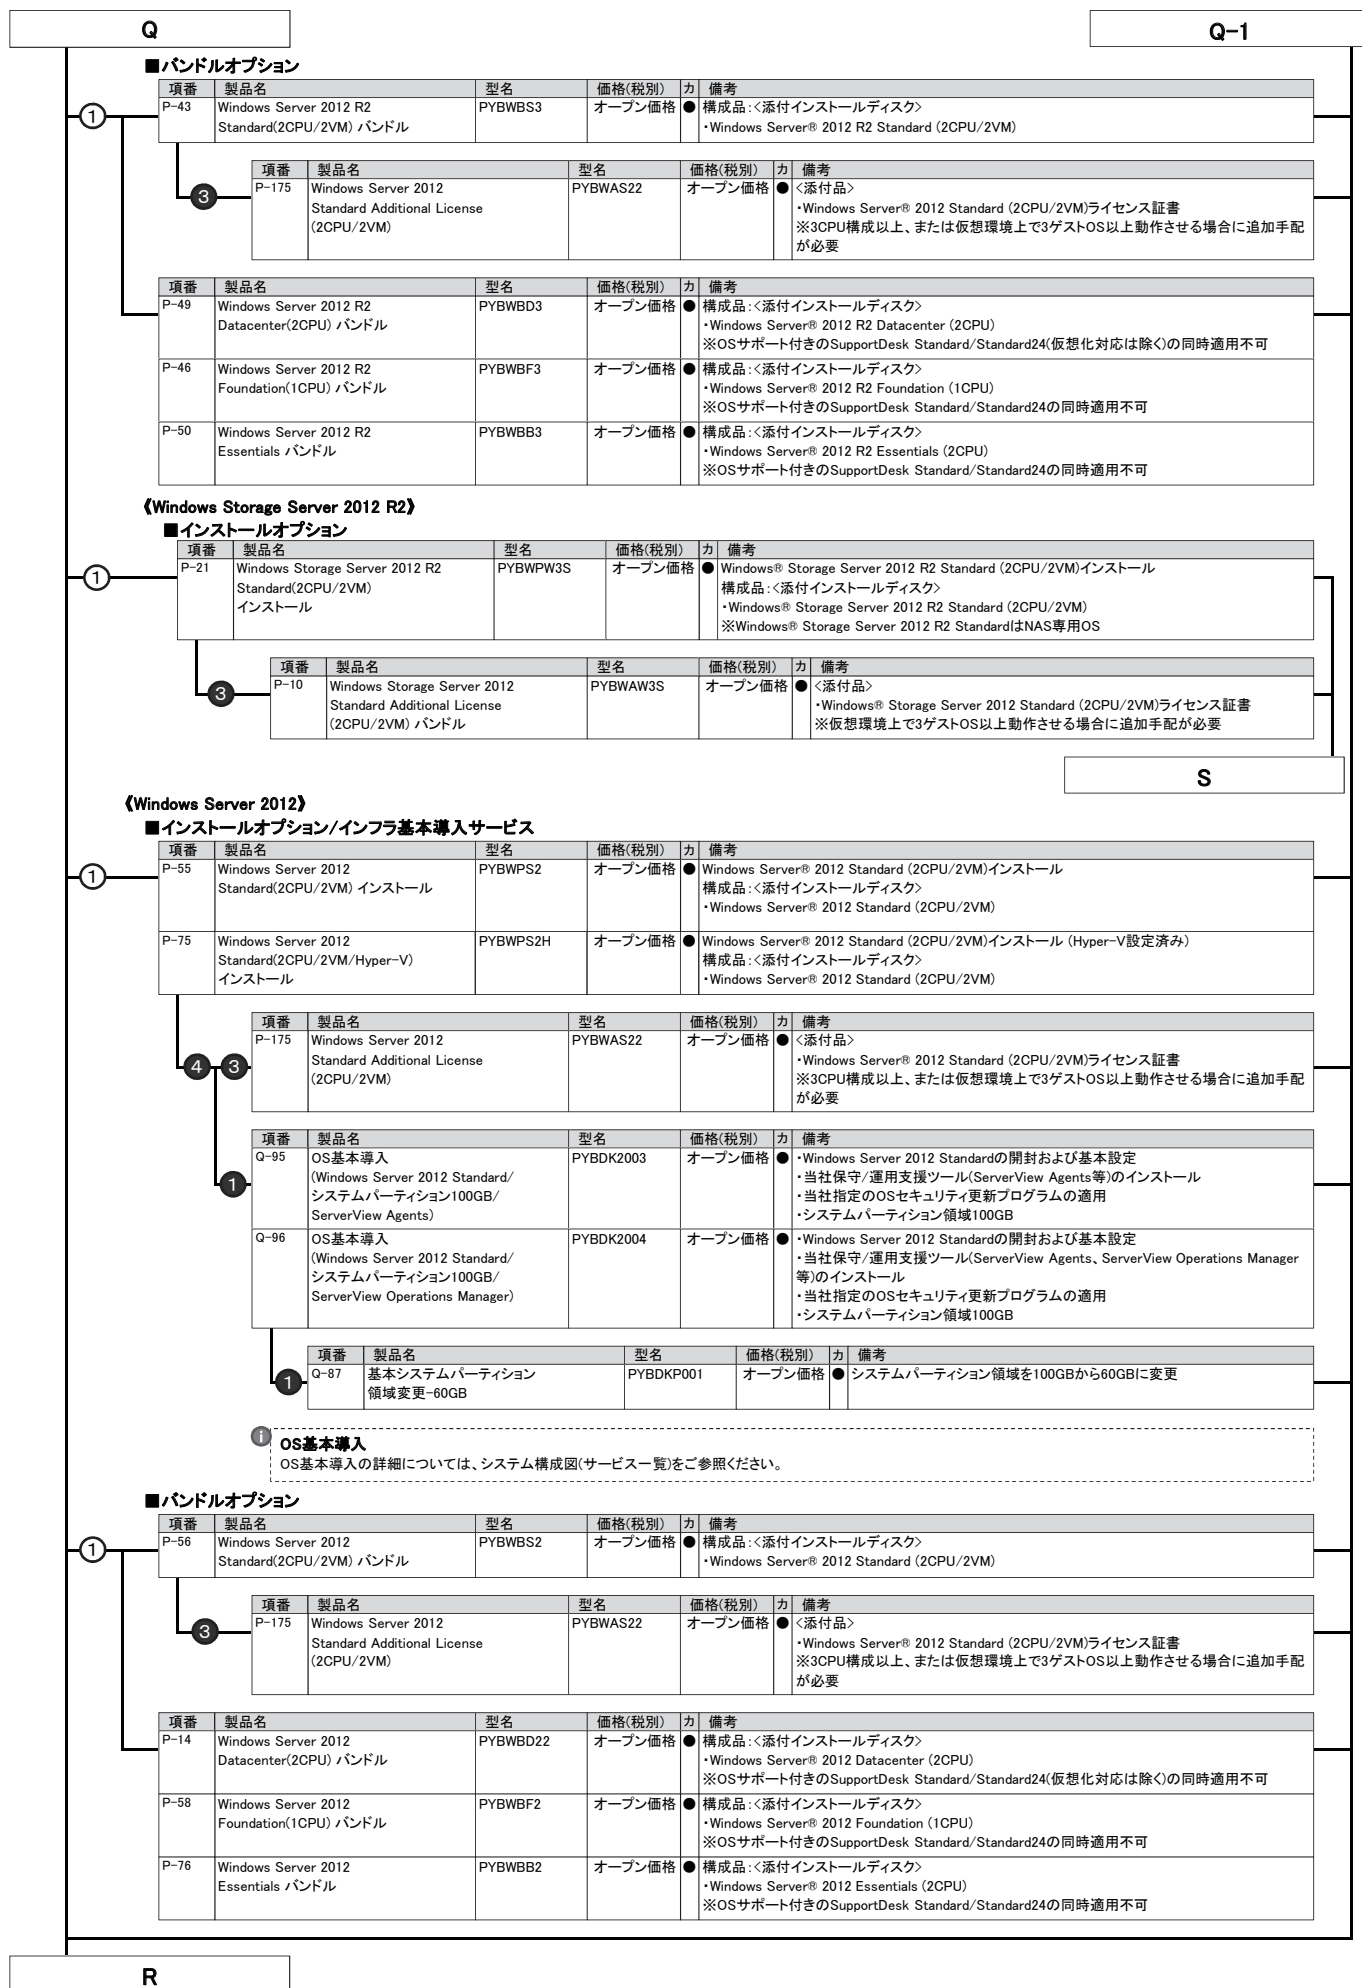 Q
Q-1
■バンドルオプション
項番 製品名 型名 価格(税別) カ 備考
P-43 Windows Server 2012 R2 PYBWBS3 オープン価格 ● 構成品:<添付インストールディスク>
Standard(2CPU/2VM) バンドル ・Windows Server® 2012 R2 Standard (2CPU/2VM)
①
項番 製品名 型名 価格(税別) カ 備考
P-175 Windows Server 2012 PYBWAS22 オープン価格 ● <添付品>
❸ Standard Additional License ・Windows Server® 2012 Standard (2CPU/2VM)ライセンス証書
(2CPU/2VM) ※3CPU構成以上、または仮想環境上で3ゲストOS以上動作させる場合に追加手配
が必要
項番 製品名 型名 価格(税別) カ 備考
P-49 Windows Server 2012 R2 PYBWBD3 オープン価格 ● 構成品:<添付インストールディスク>
Datacenter(2CPU) バンドル ・Windows Server® 2012 R2 Datacenter (2CPU)
※OSサポート付きのSupportDesk Standard/Standard24(仮想化対応は除く)の同時適用不可
P-46 Windows Server 2012 R2 PYBWBF3 オープン価格 ● 構成品:<添付インストールディスク>
Foundation(1CPU) バンドル ・Windows Server® 2012 R2 Foundation (1CPU)
※OSサポート付きのSupportDesk Standard/Standard24の同時適用不可
P-50 Windows Server 2012 R2 PYBWBB3 オープン価格 ● 構成品:<添付インストールディスク>
Essentials バンドル ・Windows Server® 2012 R2 Essentials (2CPU)
※OSサポート付きのSupportDesk Standard/Standard24の同時適用不可
《Windows Storage Server 2012 R2》
■インストールオプション
項番 製品名 型名 価格(税別) カ 備考
① P-21 Windows Storage Server 2012 R2 PYBWPW3S オープン価格 ● Windows® Storage Server 2012 R2 Standard (2CPU/2VM)インストール
Standard(2CPU/2VM) 構成品:<添付インストールディスク>
インストール ・Windows® Storage Server 2012 R2 Standard (2CPU/2VM)
※Windows® Storage Server 2012 R2 StandardはNAS専用OS
項番 製品名 型名 価格(税別) カ 備考
❸ P-10 Windows Storage Server 2012 PYBWAW3S オープン価格 ● <添付品>
Standard Additional License ・Windows® Storage Server 2012 Standard (2CPU/2VM)ライセンス証書
(2CPU/2VM) バンドル ※仮想環境上で3ゲストOS以上動作させる場合に追加手配が必要
S
《Windows Server 2012》
■インストールオプション/インフラ基本導入サービス
項番 製品名 型名 価格(税別) カ 備考
① P-55 Windows Server 2012 PYBWPS2 オープン価格 ● Windows Server® 2012 Standard (2CPU/2VM)インストール
Standard(2CPU/2VM) インストール 構成品:<添付インストールディスク>
・Windows Server® 2012 Standard (2CPU/2VM)
P-75 Windows Server 2012 PYBWPS2H オープン価格 ● Windows Server® 2012 Standard (2CPU/2VM)インストール (Hyper-V設定済み)
Standard(2CPU/2VM/Hyper-V) 構成品:<添付インストールディスク>
インストール ・Windows Server® 2012 Standard (2CPU/2VM)
項番 製品名 型名 価格(税別) カ 備考
P-175 Windows Server 2012 PYBWAS22 オープン価格 ● <添付品>
❹ ❸ Standard Additional License ・Windows Server® 2012 Standard (2CPU/2VM)ライセンス証書
(2CPU/2VM) ※3CPU構成以上、または仮想環境上で3ゲストOS以上動作させる場合に追加手配
が必要
項番 製品名 型名 価格(税別) カ 備考
Q-95 OS基本導入 PYBDK2003 オープン価格 ● ・Windows Server 2012 Standardの開封および基本設定
❶ (Windows Server 2012 Standard/ ・当社保守/運用支援ツール(ServerView Agents等)のインストール
システムパーティション100GB/ ・当社指定のOSセキュリティ更新プログラムの適用
ServerView Agents) ・システムパーティション領域100GB
Q-96 OS基本導入 PYBDK2004 オープン価格 ● ・Windows Server 2012 Standardの開封および基本設定
(Windows Server 2012 Standard/ ・当社保守/運用支援ツール(ServerView Agents、ServerView Operations Manager
システムパーティション100GB/ 等)のインストール
ServerView Operations Manager) ・当社指定のOSセキュリティ更新プログラムの適用
・システムパーティション領域100GB
項番 製品名 型名 価格(税別) カ 備考
❶ Q-87 基本システムパーティション PYBDKP001 オープン価格 ● システムパーティション領域を100GBから60GBに変更
領域変更-60GB
i OS基本導入
OS基本導入の詳細については、システム構成図(サービス一覧)をご参照ください。
■バンドルオプション
項番 製品名 型名 価格(税別) カ 備考
① P-56 Windows Server 2012 PYBWBS2 オープン価格 ● 構成品:<添付インストールディスク>
Standard(2CPU/2VM) バンドル ・Windows Server® 2012 Standard (2CPU/2VM)
項番 製品名 型名 価格(税別) カ 備考
❸ P-175 Windows Server 2012 PYBWAS22 オープン価格 ● <添付品>
Standard Additional License ・Windows Server® 2012 Standard (2CPU/2VM)ライセンス証書
(2CPU/2VM) ※3CPU構成以上、または仮想環境上で3ゲストOS以上動作させる場合に追加手配
が必要
項番 製品名 型名 価格(税別) カ 備考
P-14 Windows Server 2012 PYBWBD22 オープン価格 ● 構成品:<添付インストールディスク>
Datacenter(2CPU) バンドル ・Windows Server® 2012 Datacenter (2CPU)
※OSサポート付きのSupportDesk Standard/Standard24(仮想化対応は除く)の同時適用不可
P-58 Windows Server 2012 PYBWBF2 オープン価格 ● 構成品:<添付インストールディスク>
Foundation(1CPU) バンドル ・Windows Server® 2012 Foundation (1CPU)
※OSサポート付きのSupportDesk Standard/Standard24の同時適用不可
P-76 Windows Server 2012 PYBWBB2 オープン価格 ● 構成品:<添付インストールディスク>
Essentials バンドル ・Windows Server® 2012 Essentials (2CPU)
※OSサポート付きのSupportDesk Standard/Standard24の同時適用不可
R